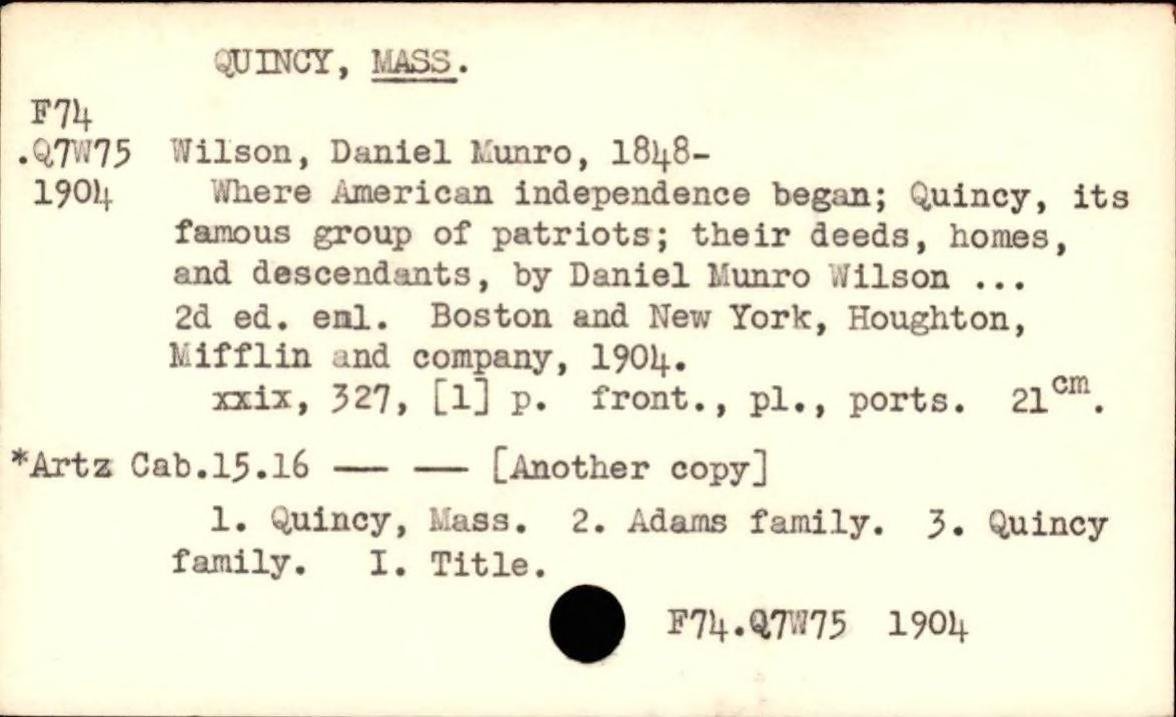 QUINCY, MASS.
F74
.Q7W75 Wilson, Daniel Munro, 1848-
1904 Where American independence began; Quincy, its
famous group of patriots; their deeds, homes,
and descendants, by Daniel Munro Wilson ...
2d ed. enl. Boston and New York, Houghton,
Mifflin and company, 1904.
xxix, 327, [1] p. front., pl., ports. 21cm.
*Artz Cab.15.16 — — [Another copy]
1. Quincy, Mass. 2. Adams family. 3. Quincy
family. I. Title.
F74.Q7W75 1904